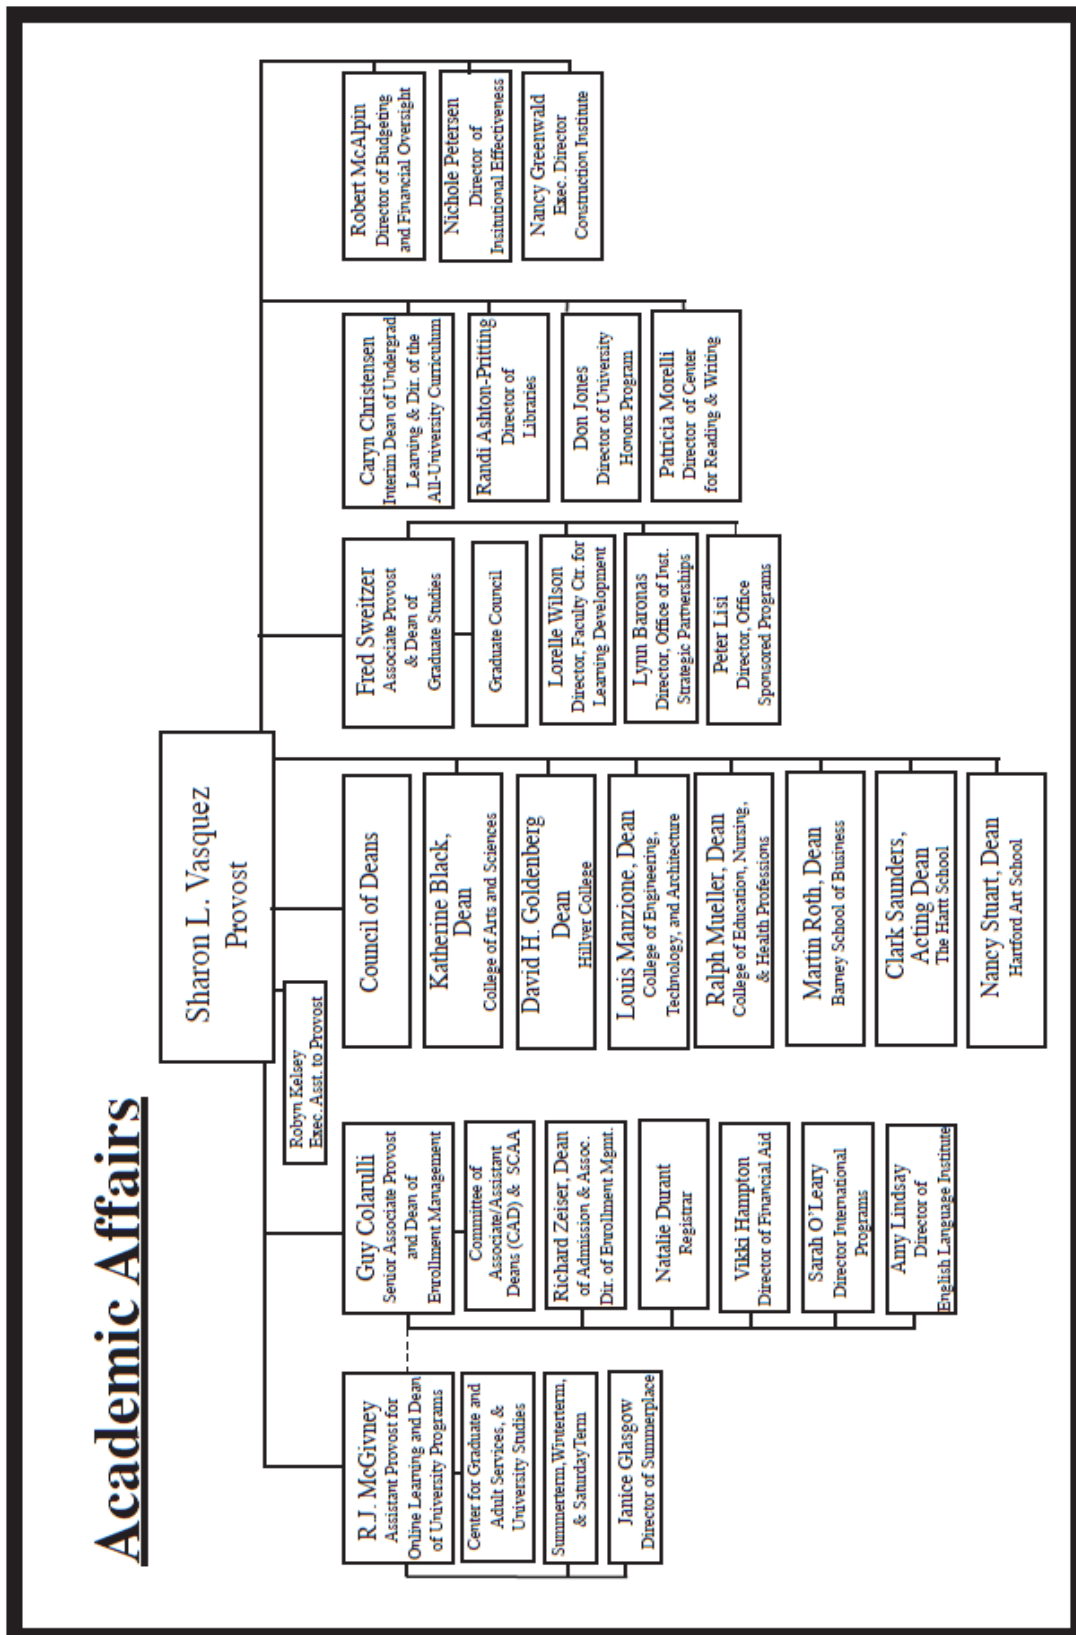 Academic Affairs
Sharon L. Vasquez
Provost
Robyn Kelsey
Exec. Asst. to Provost
R.J. McGivney
Assistant Provost for
Online Learning and Dean
of University Programs
Center for Graduate and
Adult Services, &
University Studies
Summerterm, Winterterm,
& SaturdayTerm
Janice Glasgow
Director of Summerplace
Guy Colarulli
Senior Associate Provost
and Dean of
Enrollment Management
Committee of
Associate/Assistant
Deans (CAD) & SCAA
Richard Zeiser, Dean
of Admission & Assoc.
Dir. of Enrollment Mgmt.
Natalie Durant
Registrar
Vikki Hampton
Director of Financial Aid
Sarah O'Leary
Director International
Programs
Amy Lindsay
Director of
English Language Institute
Council of Deans
Katherine Black,
Dean
College of Arts and Sciences
David H. Goldenberg
Dean
Hillyer College
Louis Manzione, Dean
College of Engineering,
Technology, and Architecture
Ralph Mueller, Dean
College of Education, Nursing,
& Health Professions
Martin Roth, Dean
Barney School of Business
Clark Saunders,
Acting Dean
The Hartt School
Nancy Stuart, Dean
Hartford Art School
Fred Sweitzer
Associate Provost
& Dean of
Graduate Studies
Graduate Council
Lorelle Wilson
Director, Faculty Ctr. for
Learning Development
Lynn Baronas
Director, Office of Inst.
Strategic Partnerships
Peter Lisi
Director, Office
Sponsored Programs
Caryn Christensen
Interim Dean of Undergrad
Learning & Dir. of the
All-University Curriculum
Randi Ashton-Pritting
Director of
Libraries
Don Jones
Director of University
Honors Program
Patricia Morelli
Director of Center
for Reading & Writing
Robert McAlpin
Director of Budgeting
and Financial Oversight
Nichole Petersen
Director of
Insitutional Effectiveness
Nancy Greenwald
Exec. Director
Construction Institute